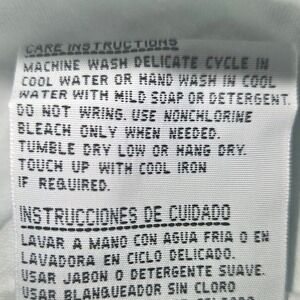 CARE INSTRUCTIONS
MACHINE WASH DELICATE CYCLE IN
COOL WATER OR HAND WASH IN COOL
WATER WITH MILD SOAP OR DETERGENT.
DO NOT WRING. USE NONCHLORINE
BLEACH ONLY WHEN NEEDED.
TUMBLE DRY LOW OR HANG DRY.
TOUCH UP WITH COOL IRON
IF REQUIRED.
INSTRUCCIONES DE CUIDADO
LAVAR A MANO CON AGUA FRIA O EN
LAVADORA EN CICLO DELICADO.
USAR JABON O DETERGENTE SUAVE.
USAR BLANQUEADOR SIN CLORO